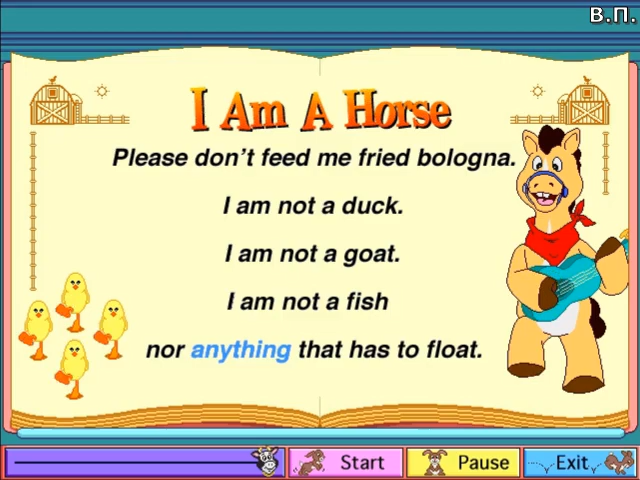 В.П.
I Am A Horse
Please don't feed me fried bologna.
I am not a duck.
I am not a goat.
I am not a fish
nor anything that has to float.
Start
Pause
Exit